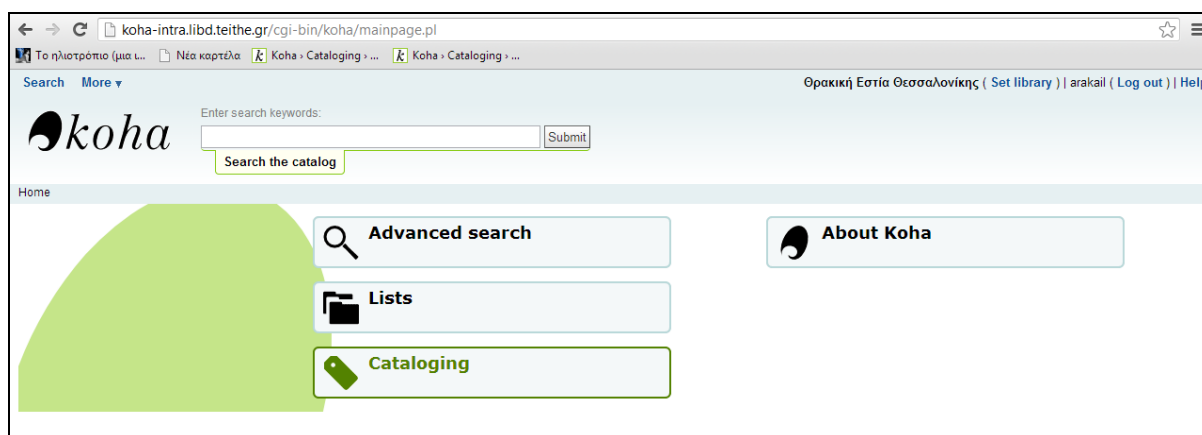 koha-intra.libd.teithe.gr/cgi-bin/koha/mainpage.pl
Το ηλιοτρόπιο (μια ι... Νέα καρτέλα Koha › Cataloging › ... Koha › Cataloging › ...
Search More ▾ Θρακική Εστία Θεσσαλονίκης ( Set library ) | arakail ( Log out ) | Help
koha
Enter search keywords:
Submit
Search the catalog
Home
Advanced search
About Koha
Lists
Cataloging